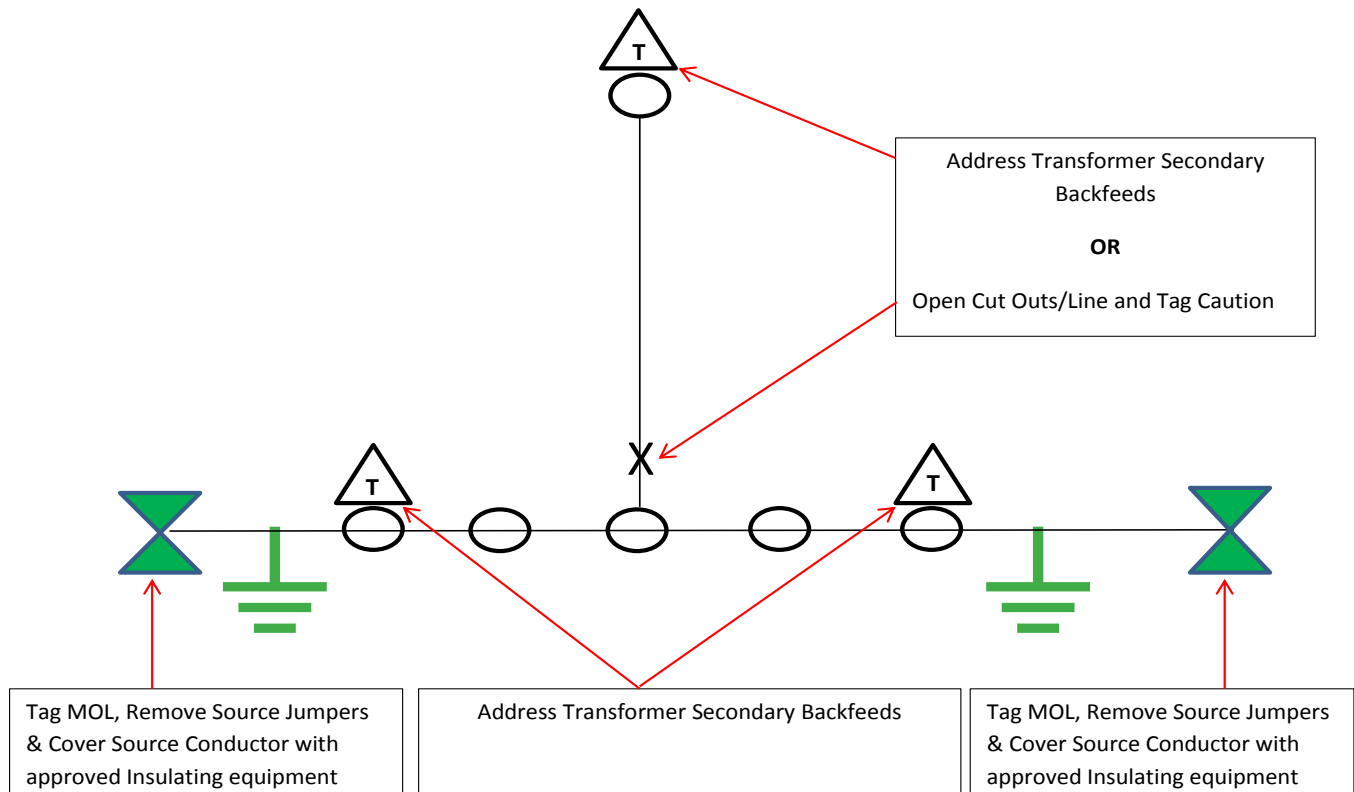 T
Address Transformer Secondary
Backfeeds
OR
Open Cut Outs/Line and Tag Caution
X
T
T
Tag MOL, Remove Source Jumpers
& Cover Source Conductor with
approved Insulating equipment
Address Transformer Secondary Backfeeds
Tag MOL, Remove Source Jumpers
& Cover Source Conductor with
approved Insulating equipment